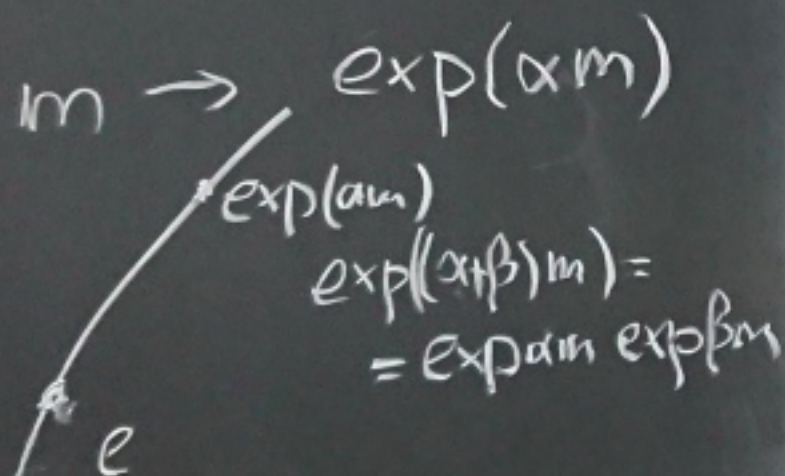 m → exp(αm)
exp(αm)
exp((α+β)m) =
= expαm expβm
e